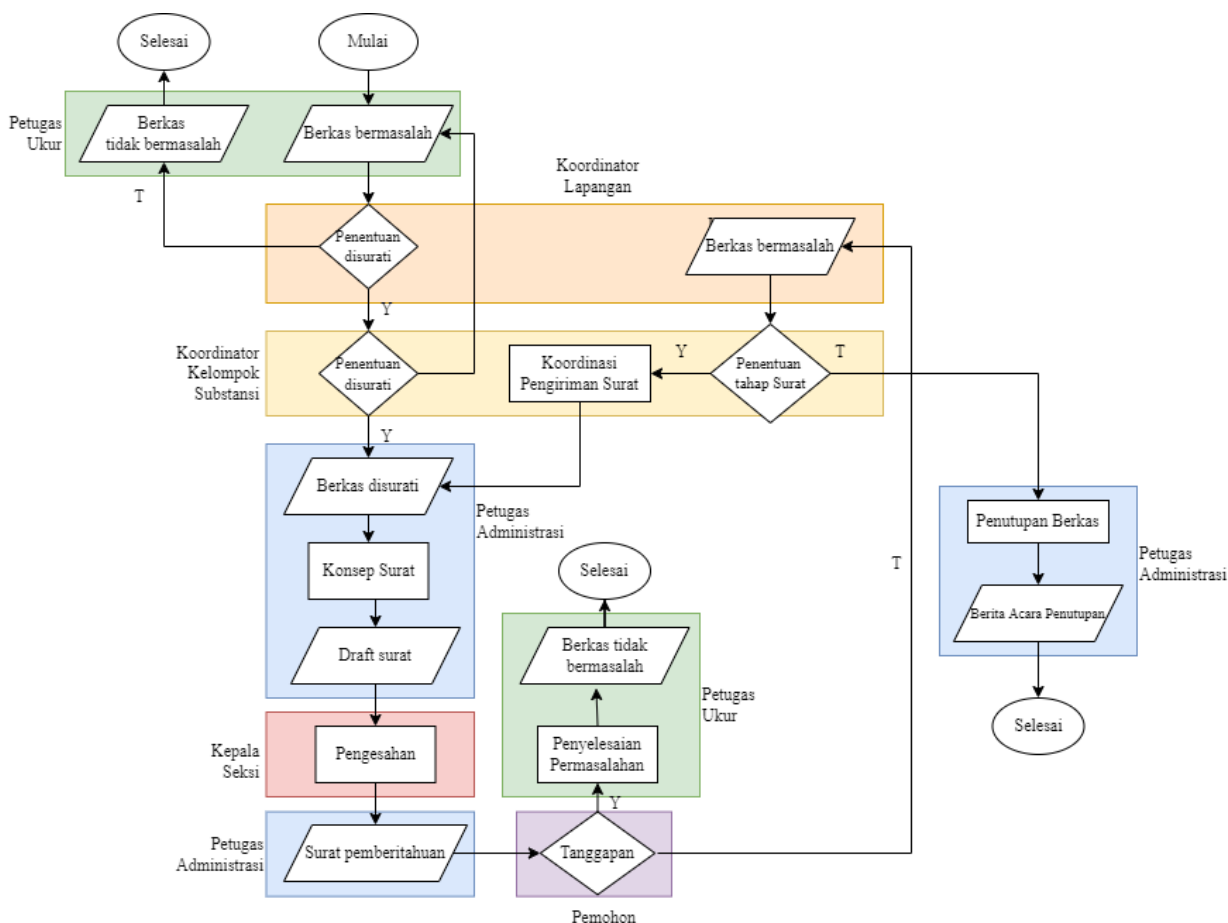 Selesai
Mulai
Petugas
Ukur
Berkas
tidak bermasalah
Berkas bermasalah
T
Koordinator
Lapangan
Penentuan
disurati
Berkas bermasalah
Y
Koordinator
Kelompok
Substansi
Penentuan
disurati
Koordinasi
Pengiriman Surat
Y
Penentuan
tahap Surat
T
Y
Berkas disurati
Petugas
Administrasi
Konsep Surat
Draft surat
Selesai
T
Penutupan Berkas
Petugas
Administrasi
Berita Acara Penutupan
Selesai
Berkas tidak
bermasalah
Petugas
Ukur
Penyelesaian
Permasalahan
Kepala
Seksi
Pengesahan
Y
Petugas
Administrasi
Surat pemberitahuan
Tanggapan
Pemohon